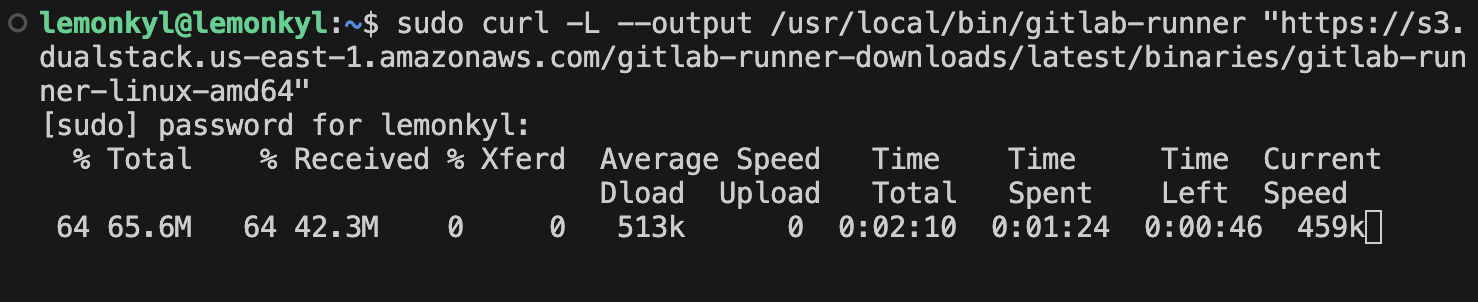 lemonkyl@lemonkyl:~$ sudo curl -L --output /usr/local/bin/gitlab-runner "https://s3.
dualstack.us-east-1.amazonaws.com/gitlab-runner-downloads/latest/binaries/gitlab-run
ner-linux-amd64"
[sudo] password for lemonkyl:
  % Total    % Received % Xferd  Average Speed   Time    Time     Time  Current
                                 Dload  Upload   Total   Spent    Left  Speed
 64 65.6M   64 42.3M    0     0   513k      0  0:02:10  0:01:24  0:00:46  459k